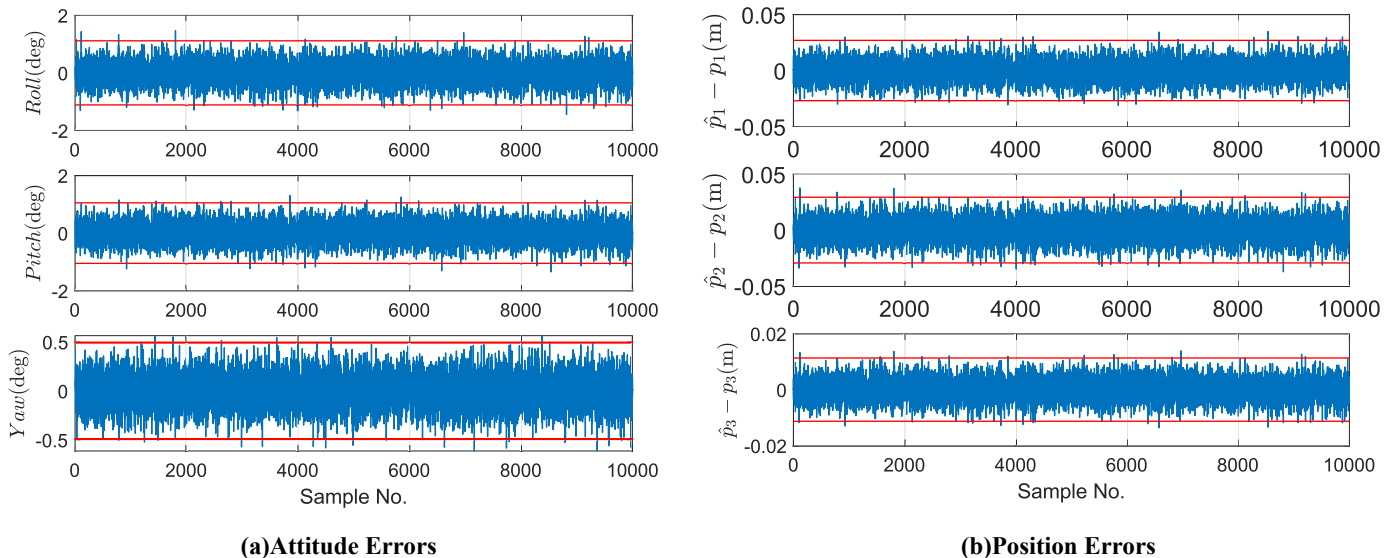 2
0
-2
Roll(deg)
0 2000 4000 6000 8000 10000
2
0
-2
Pitch(deg)
0 2000 4000 6000 8000 10000
0.5
0
-0.5
Yaw(deg)
0 2000 4000 6000 8000 10000
Sample No.
(a)Attitude Errors
0.05
0
-0.05
p̂₁ − p₁(m)
0 2000 4000 6000 8000 10000
0.05
0
-0.05
p̂₂ − p₂(m)
0 2000 4000 6000 8000 10000
0.02
0
-0.02
p̂₃ − p₃(m)
0 2000 4000 6000 8000 10000
Sample No.
(b)Position Errors